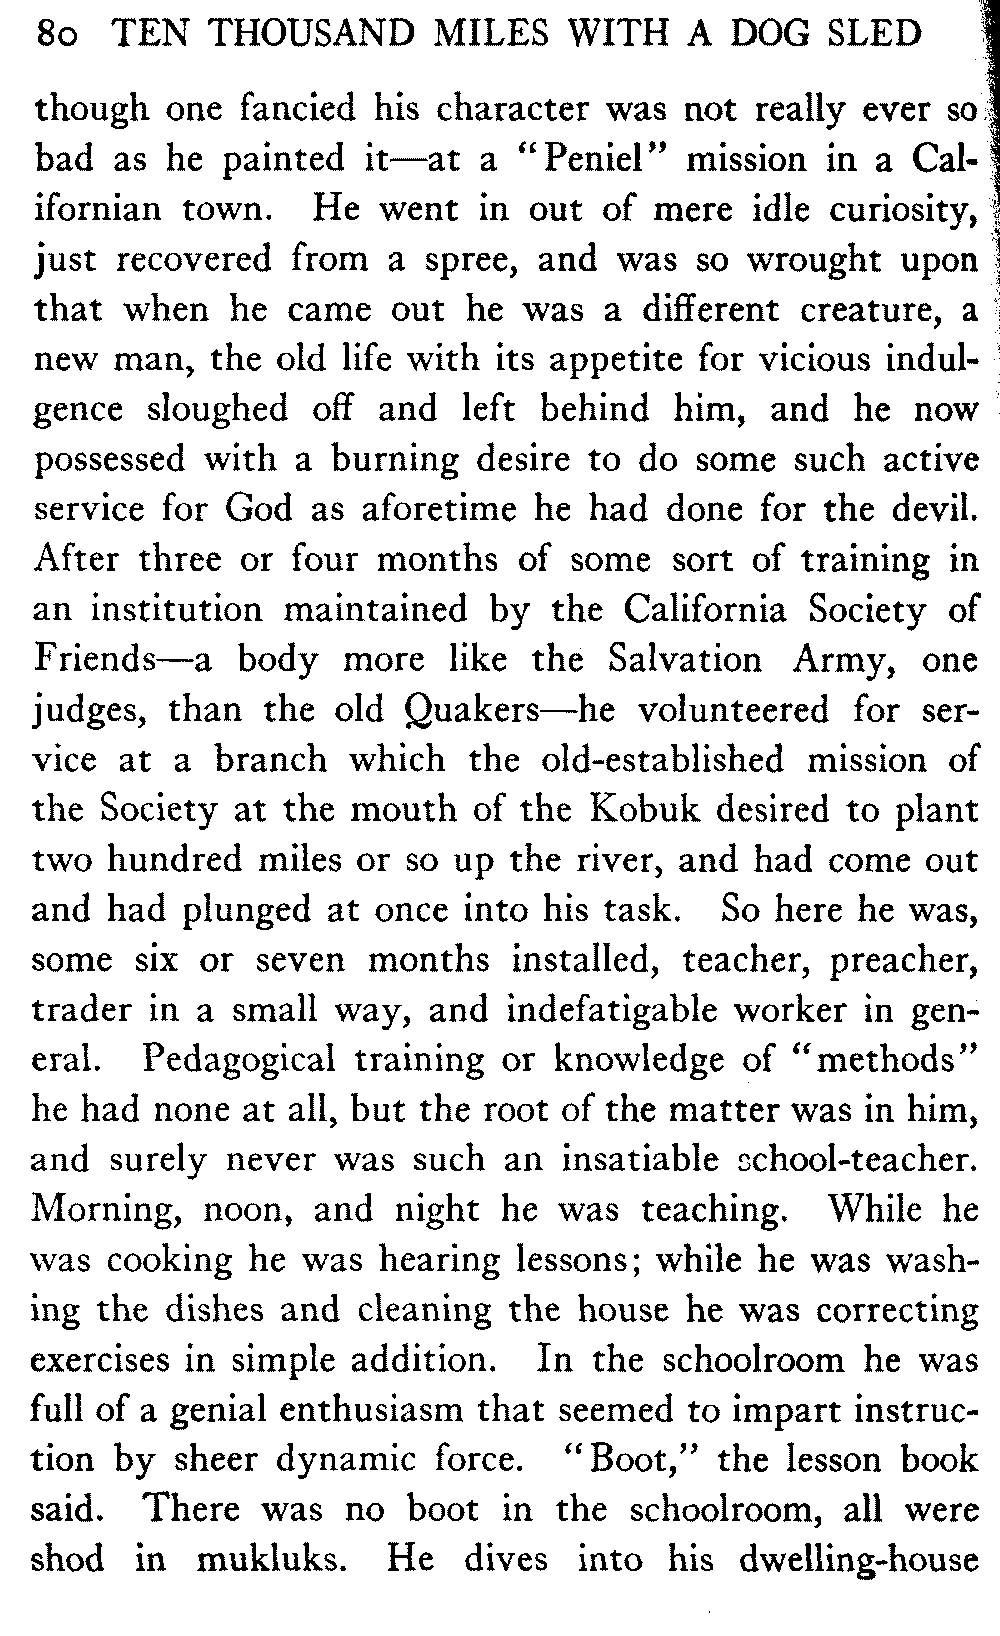 80 TEN THOUSAND MILES WITH A DOG SLED
though one fancied his character was not really ever so
bad as he painted it—at a "Peniel" mission in a Cal-
ifornian town. He went in out of mere idle curiosity,
just recovered from a spree, and was so wrought upon
that when he came out he was a different creature, a
new man, the old life with its appetite for vicious indul-
gence sloughed off and left behind him, and he now
possessed with a burning desire to do some such active
service for God as aforetime he had done for the devil.
After three or four months of some sort of training in
an institution maintained by the California Society of
Friends—a body more like the Salvation Army, one
judges, than the old Quakers—he volunteered for ser-
vice at a branch which the old-established mission of
the Society at the mouth of the Kobuk desired to plant
two hundred miles or so up the river, and had come out
and had plunged at once into his task. So here he was,
some six or seven months installed, teacher, preacher,
trader in a small way, and indefatigable worker in gen-
eral. Pedagogical training or knowledge of "methods"
he had none at all, but the root of the matter was in him,
and surely never was such an insatiable school-teacher.
Morning, noon, and night he was teaching. While he
was cooking he was hearing lessons; while he was wash-
ing the dishes and cleaning the house he was correcting
exercises in simple addition. In the schoolroom he was
full of a genial enthusiasm that seemed to impart instruc-
tion by sheer dynamic force. "Boot," the lesson book
said. There was no boot in the schoolroom, all were
shod in mukluks. He dives into his dwelling-house